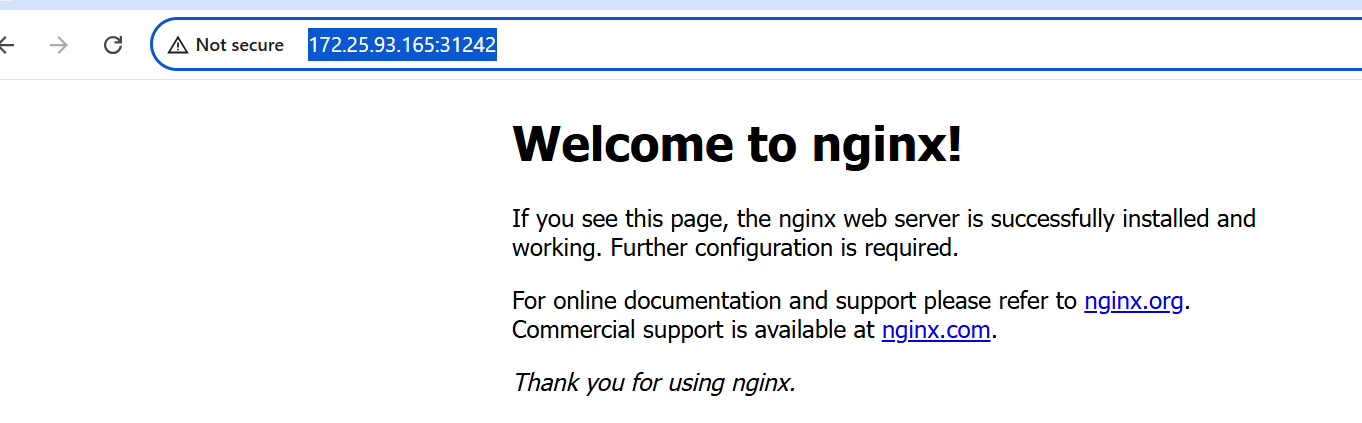 Not secure 172.25.93.165:31242
Welcome to nginx!
If you see this page, the nginx web server is successfully installed and
working. Further configuration is required.
For online documentation and support please refer to nginx.org.
Commercial support is available at nginx.com.
Thank you for using nginx.